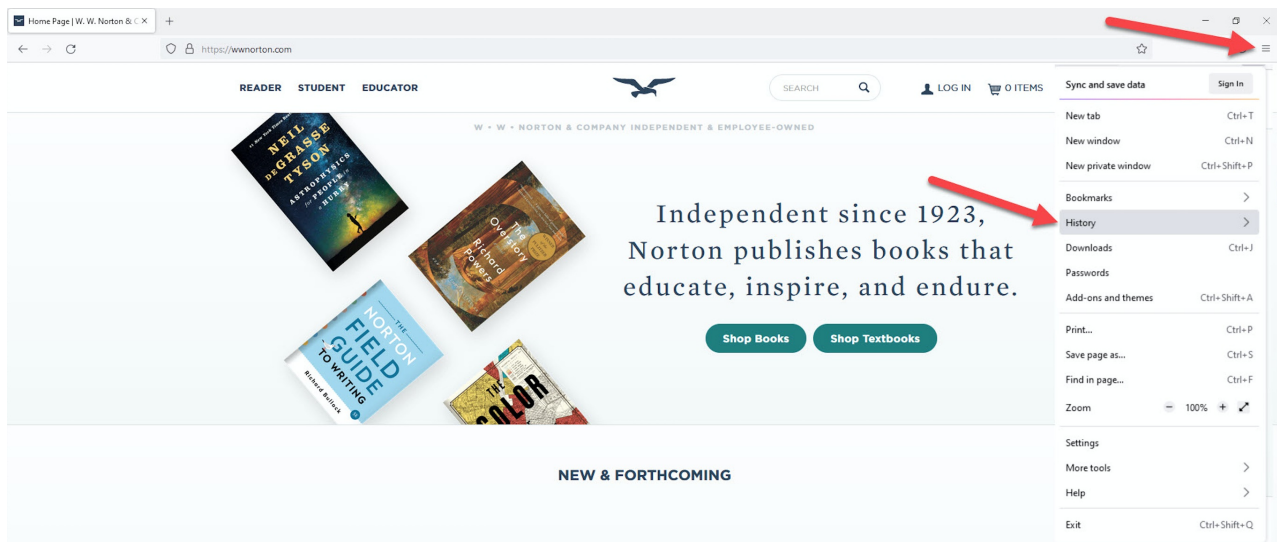 Home Page | W. W. Norton & C
https://wwnorton.com
READER STUDENT EDUCATOR
SEARCH
LOG IN
0 ITEMS
W • W • NORTON & COMPANY INDEPENDENT & EMPLOYEE-OWNED
NEIL
DEGRASSE
TYSON
ASTROPHYSICS
for PEOPLE in
a HURRY
The
Overstory
Richard
Powers
THE
NORTON
FIELD
GUIDE
TO WRITING
Richard Bullock
THE
COLOR
Independent since 1923,
Norton publishes books that
educate, inspire, and endure.
Shop Books Shop Textbooks
NEW & FORTHCOMING
Sync and save data Sign In
New tab Ctrl+T
New window Ctrl+N
New private window Ctrl+Shift+P
Bookmarks
History
Downloads Ctrl+J
Passwords
Add-ons and themes Ctrl+Shift+A
Print... Ctrl+P
Save page as... Ctrl+S
Find in page... Ctrl+F
Zoom − 100% +
Settings
More tools
Help
Exit Ctrl+Shift+Q